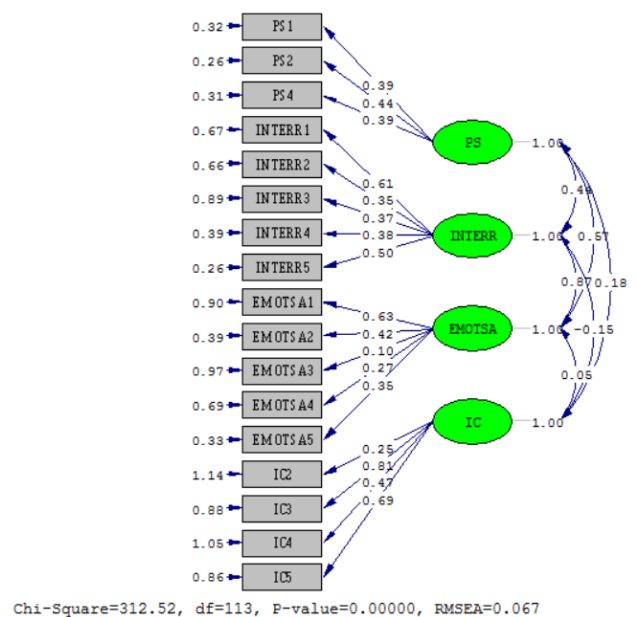 0.32 PS1
0.26 PS2
0.39
0.44
0.31 PS4
0.39
0.67 INTERR1
PS 1.00
0.66 INTERR2
0.61
0.44
0.89 INTERR3
0.35
0.37
0.39 INTERR4
0.38
INTERR 1.00 0.57
0.26 INTERR5
0.50
0.87 0.18
0.90 EMOTSA1
0.63
0.39 EMOTSA2
0.42
EMOTSA 1.00 -0.15
0.97 EMOTSA3
0.10
0.27
0.05
0.69 EMOTSA4
0.35
0.33 EMOTSA5
IC 1.00
0.25
1.14 IC2
0.81
0.47
0.88 IC3
0.69
1.05 IC4
0.86 IC5
Chi-Square=312.52, df=113, P-value=0.00000, RMSEA=0.067